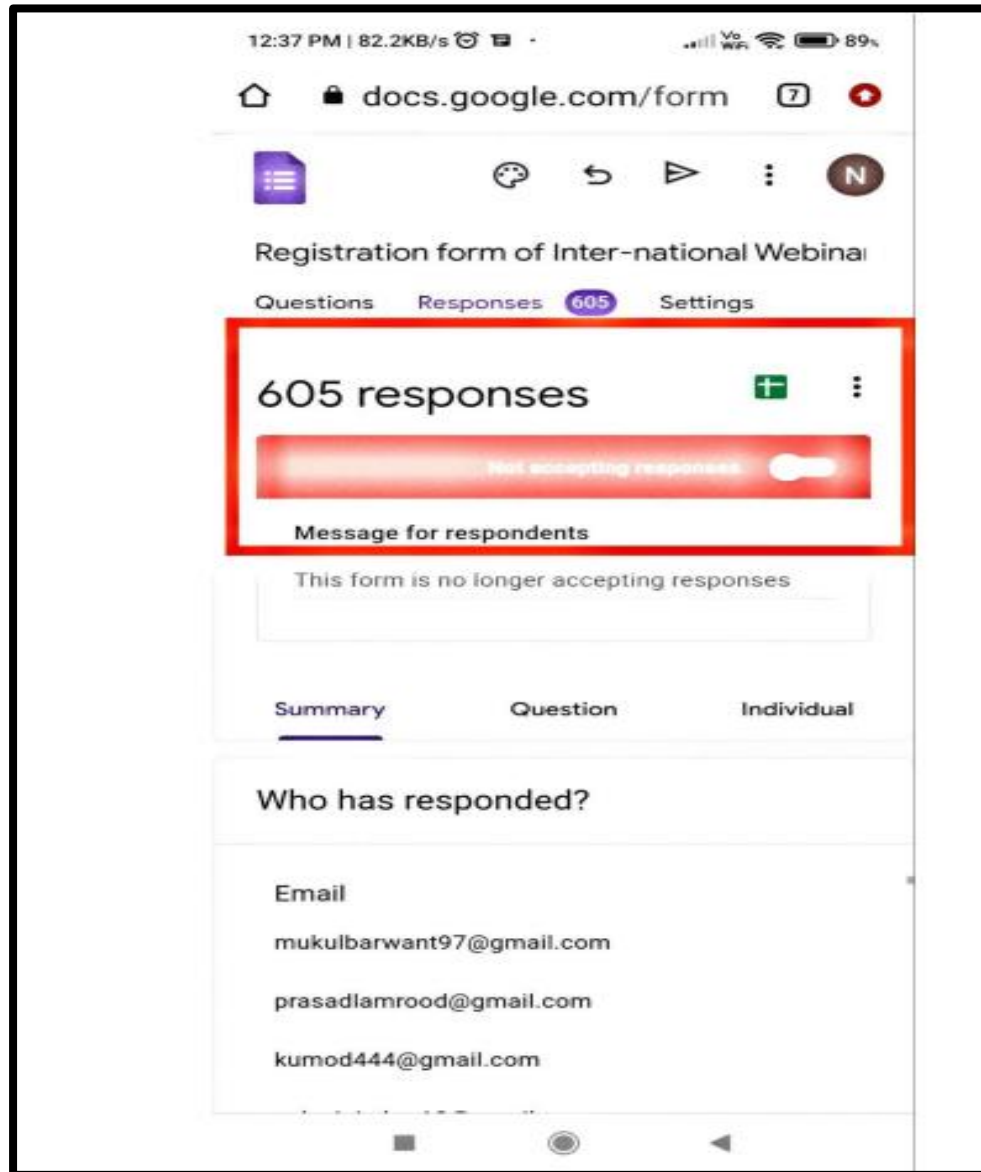 12:37 PM | 82.2KB/s
Vo WiFi 89%
docs.google.com/form 7
N
Registration form of Inter-national Webina
Questions Responses 605 Settings
605 responses
Not accepting responses
Message for respondents
This form is no longer accepting responses
Summary Question Individual
Who has responded?
Email
mukulbarwant97@gmail.com
prasadlamrood@gmail.com
kumod444@gmail.com